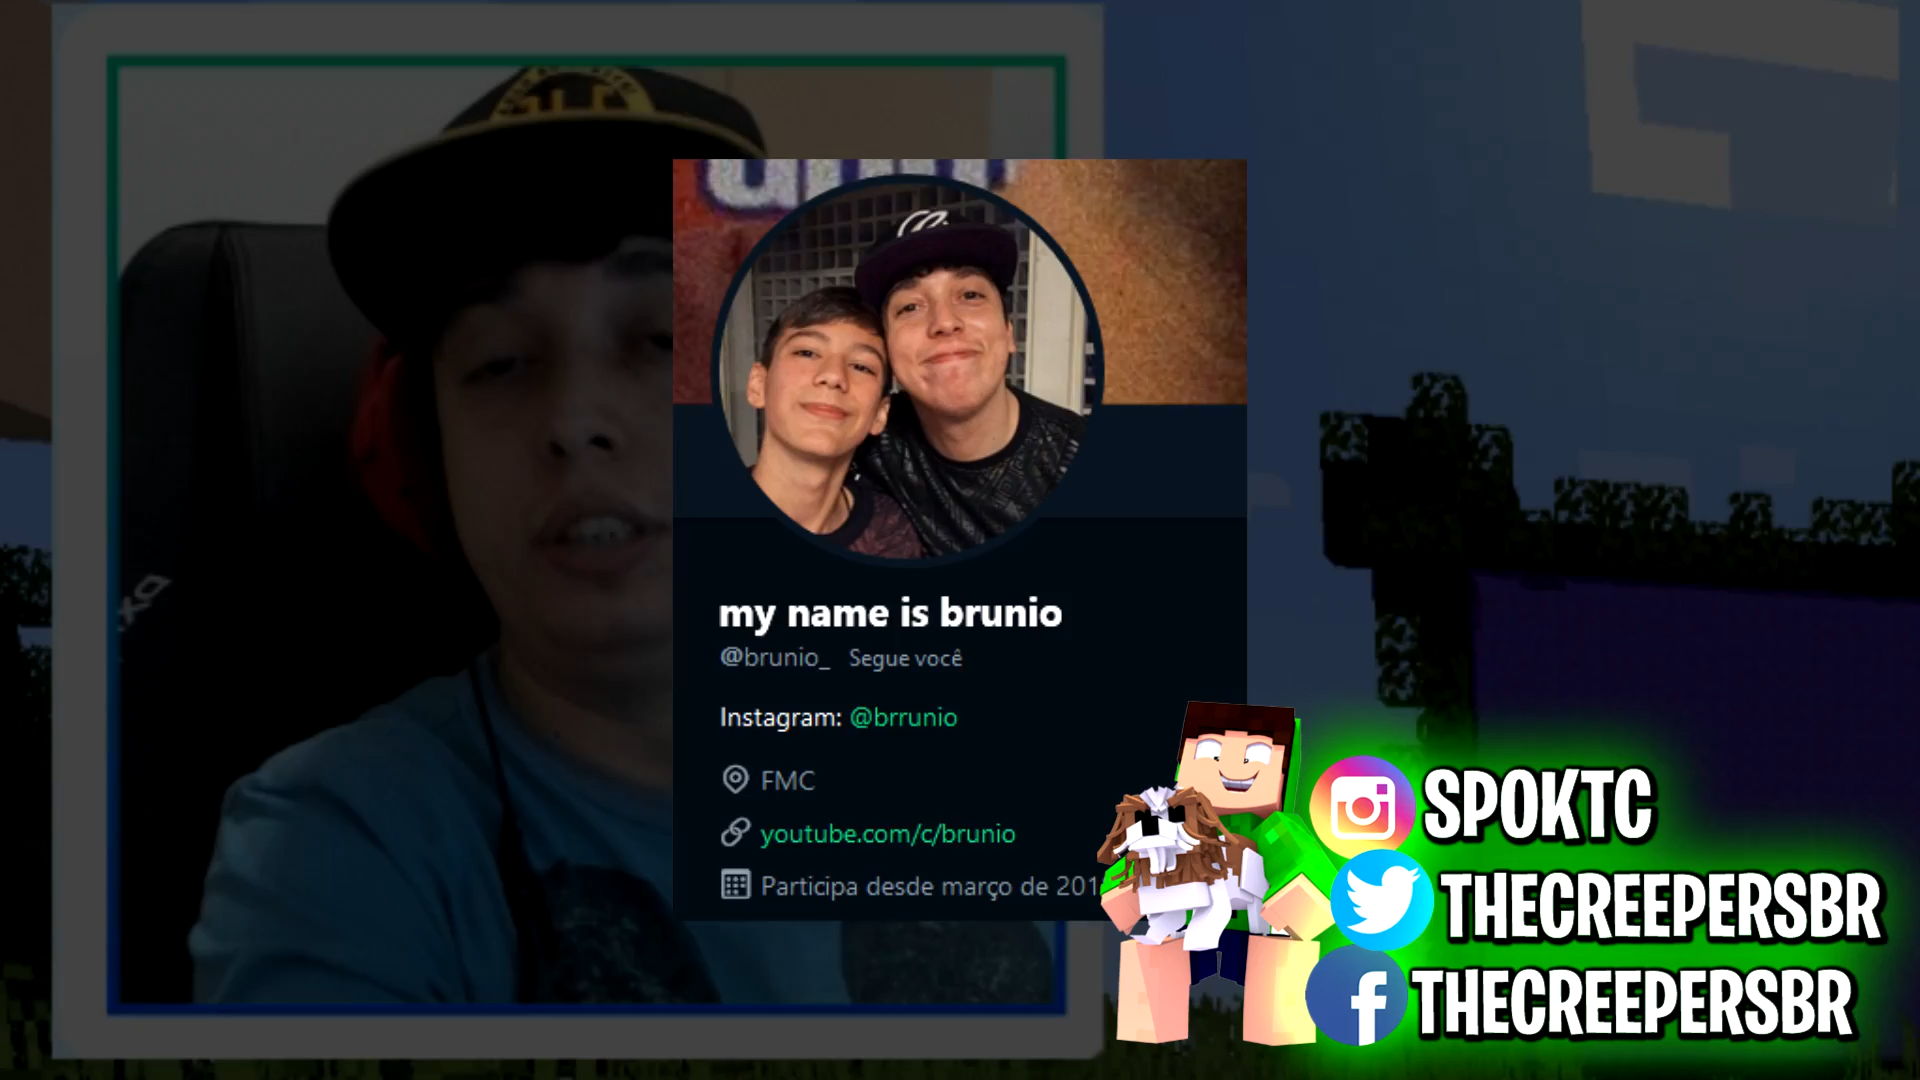 my name is brunio
@brunio_ Segue você
Instagram: @brrunio
FMC
youtube.com/c/brunio
Participa desde março de 201
SPOKTC
THECREEPERSBR
THECREEPERSBR